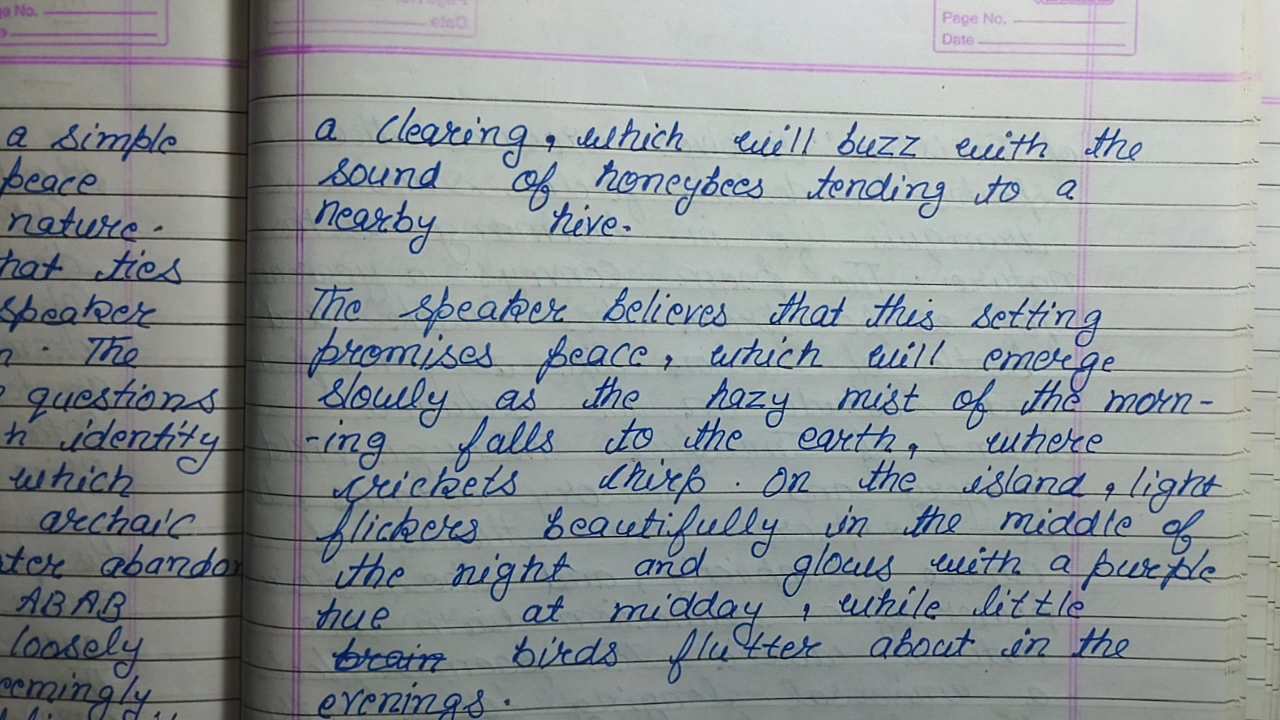 Page No.
Date
a simple
peace
nature.
hat ties
speaker
n. The
questions
h identity
which
archaic
ter abandon
ABAB
loosely
eemingly
Page No.
Date
a clearing, which will buzz with the
sound of honeybees tending to a
nearby hive.
The speaker believes that this setting
promises peace, which will emerge
slowly as the hazy mist of the morn-
-ing falls to the earth, where
crickets chirp. On the island, light
flickers beautifully in the middle of
the night and glows with a purple
hue at midday, while little
brain birds flutter about in the
evenings.